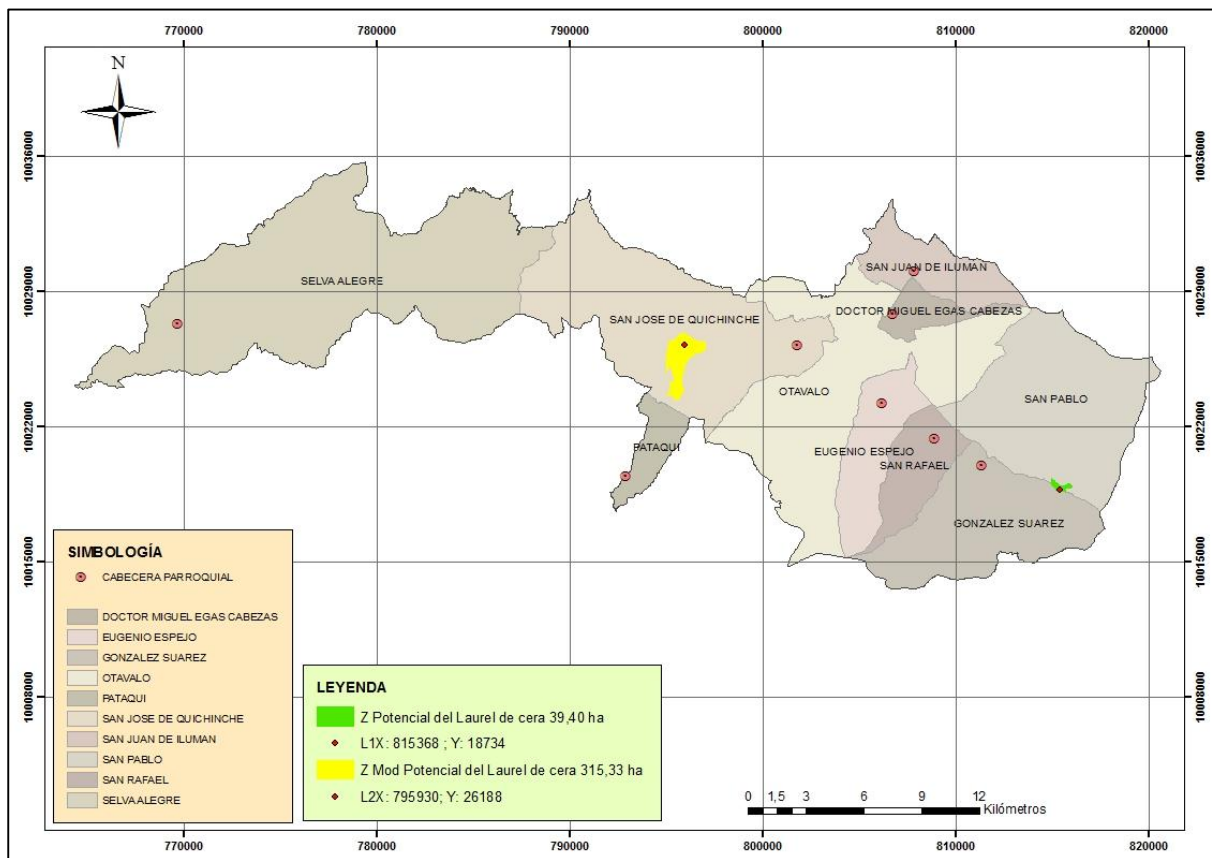 770000 780000 790000 800000 810000 820000
N
10036000 10036000
10029000 10029000
10022000 10022000
10015000 10015000
10008000 10008000
SELVA ALEGRE
SAN JOSE DE QUICHINCHE
SAN JUAN DE ILUMAN
DOCTOR MIGUEL EGAS CABEZAS
OTAVALO
SAN PABLO
PATAQUI
EUGENIO ESPEJO
SAN RAFAEL
GONZALEZ SUAREZ
SIMBOLOGÍA
CABECERA PARROQUIAL
DOCTOR MIGUEL EGAS CABEZAS
EUGENIO ESPEJO
GONZALEZ SUAREZ
OTAVALO
PATAQUI
SAN JOSE DE QUICHINCHE
SAN JUAN DE ILUMAN
SAN PABLO
SAN RAFAEL
SELVA ALEGRE
LEYENDA
Z Potencial del Laurel de cera 39,40 ha
L1X: 815368 ; Y: 18734
Z Mod Potencial del Laurel de cera 315,33 ha
L2X: 795930; Y: 26188
0 1,5 3 6 9 12
Kilómetros
770000 780000 790000 800000 810000 820000